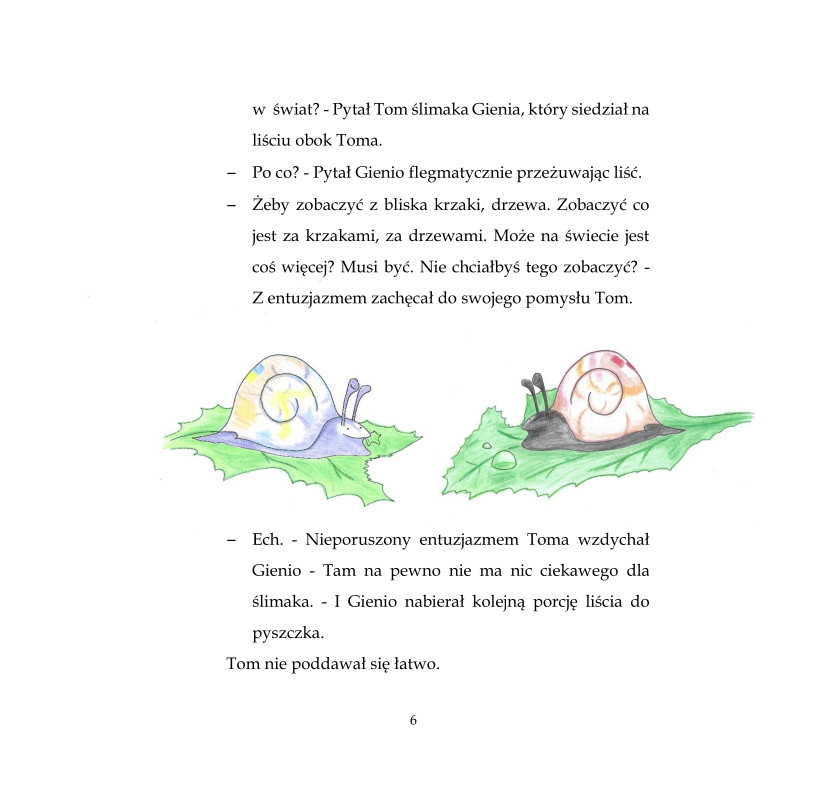 w świat? - Pytał Tom ślimaka Gienia, który siedział na
liściu obok Toma.
– Po co? - Pytał Gienio flegmatycznie przeżuwając liść.
– Żeby zobaczyć z bliska krzaki, drzewa. Zobaczyć co
jest za krzakami, za drzewami. Może na świecie jest
coś więcej? Musi być. Nie chciałbyś tego zobaczyć? -
Z entuzjazmem zachęcał do swojego pomysłu Tom.
– Ech. - Nieporuszony entuzjazmem Toma wzdychał
Gienio - Tam na pewno nie ma nic ciekawego dla
ślimaka. - I Gienio nabierał kolejną porcję liścia do
pyszczka.
Tom nie poddawał się łatwo.
6